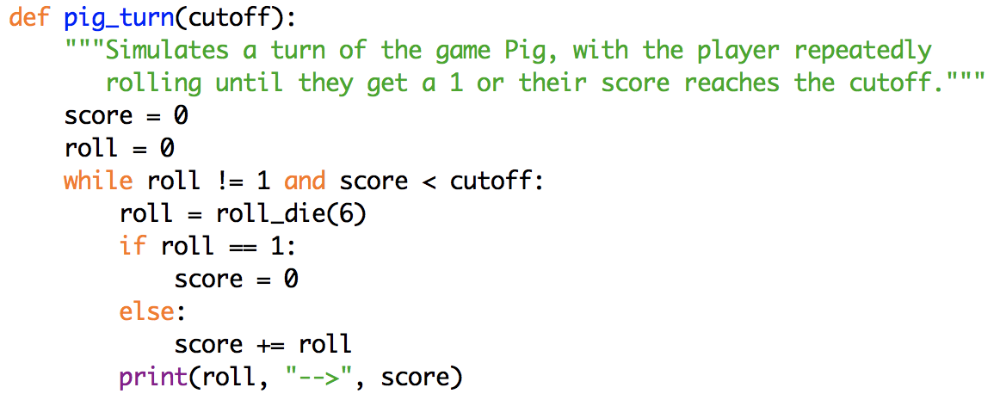 def pig_turn(cutoff):
    """Simulates a turn of the game Pig, with the player repeatedly
       rolling until they get a 1 or their score reaches the cutoff."""
    score = 0
    roll = 0
    while roll != 1 and score < cutoff:
        roll = roll_die(6)
        if roll == 1:
            score = 0
        else:
            score += roll
        print(roll, "-->", score)